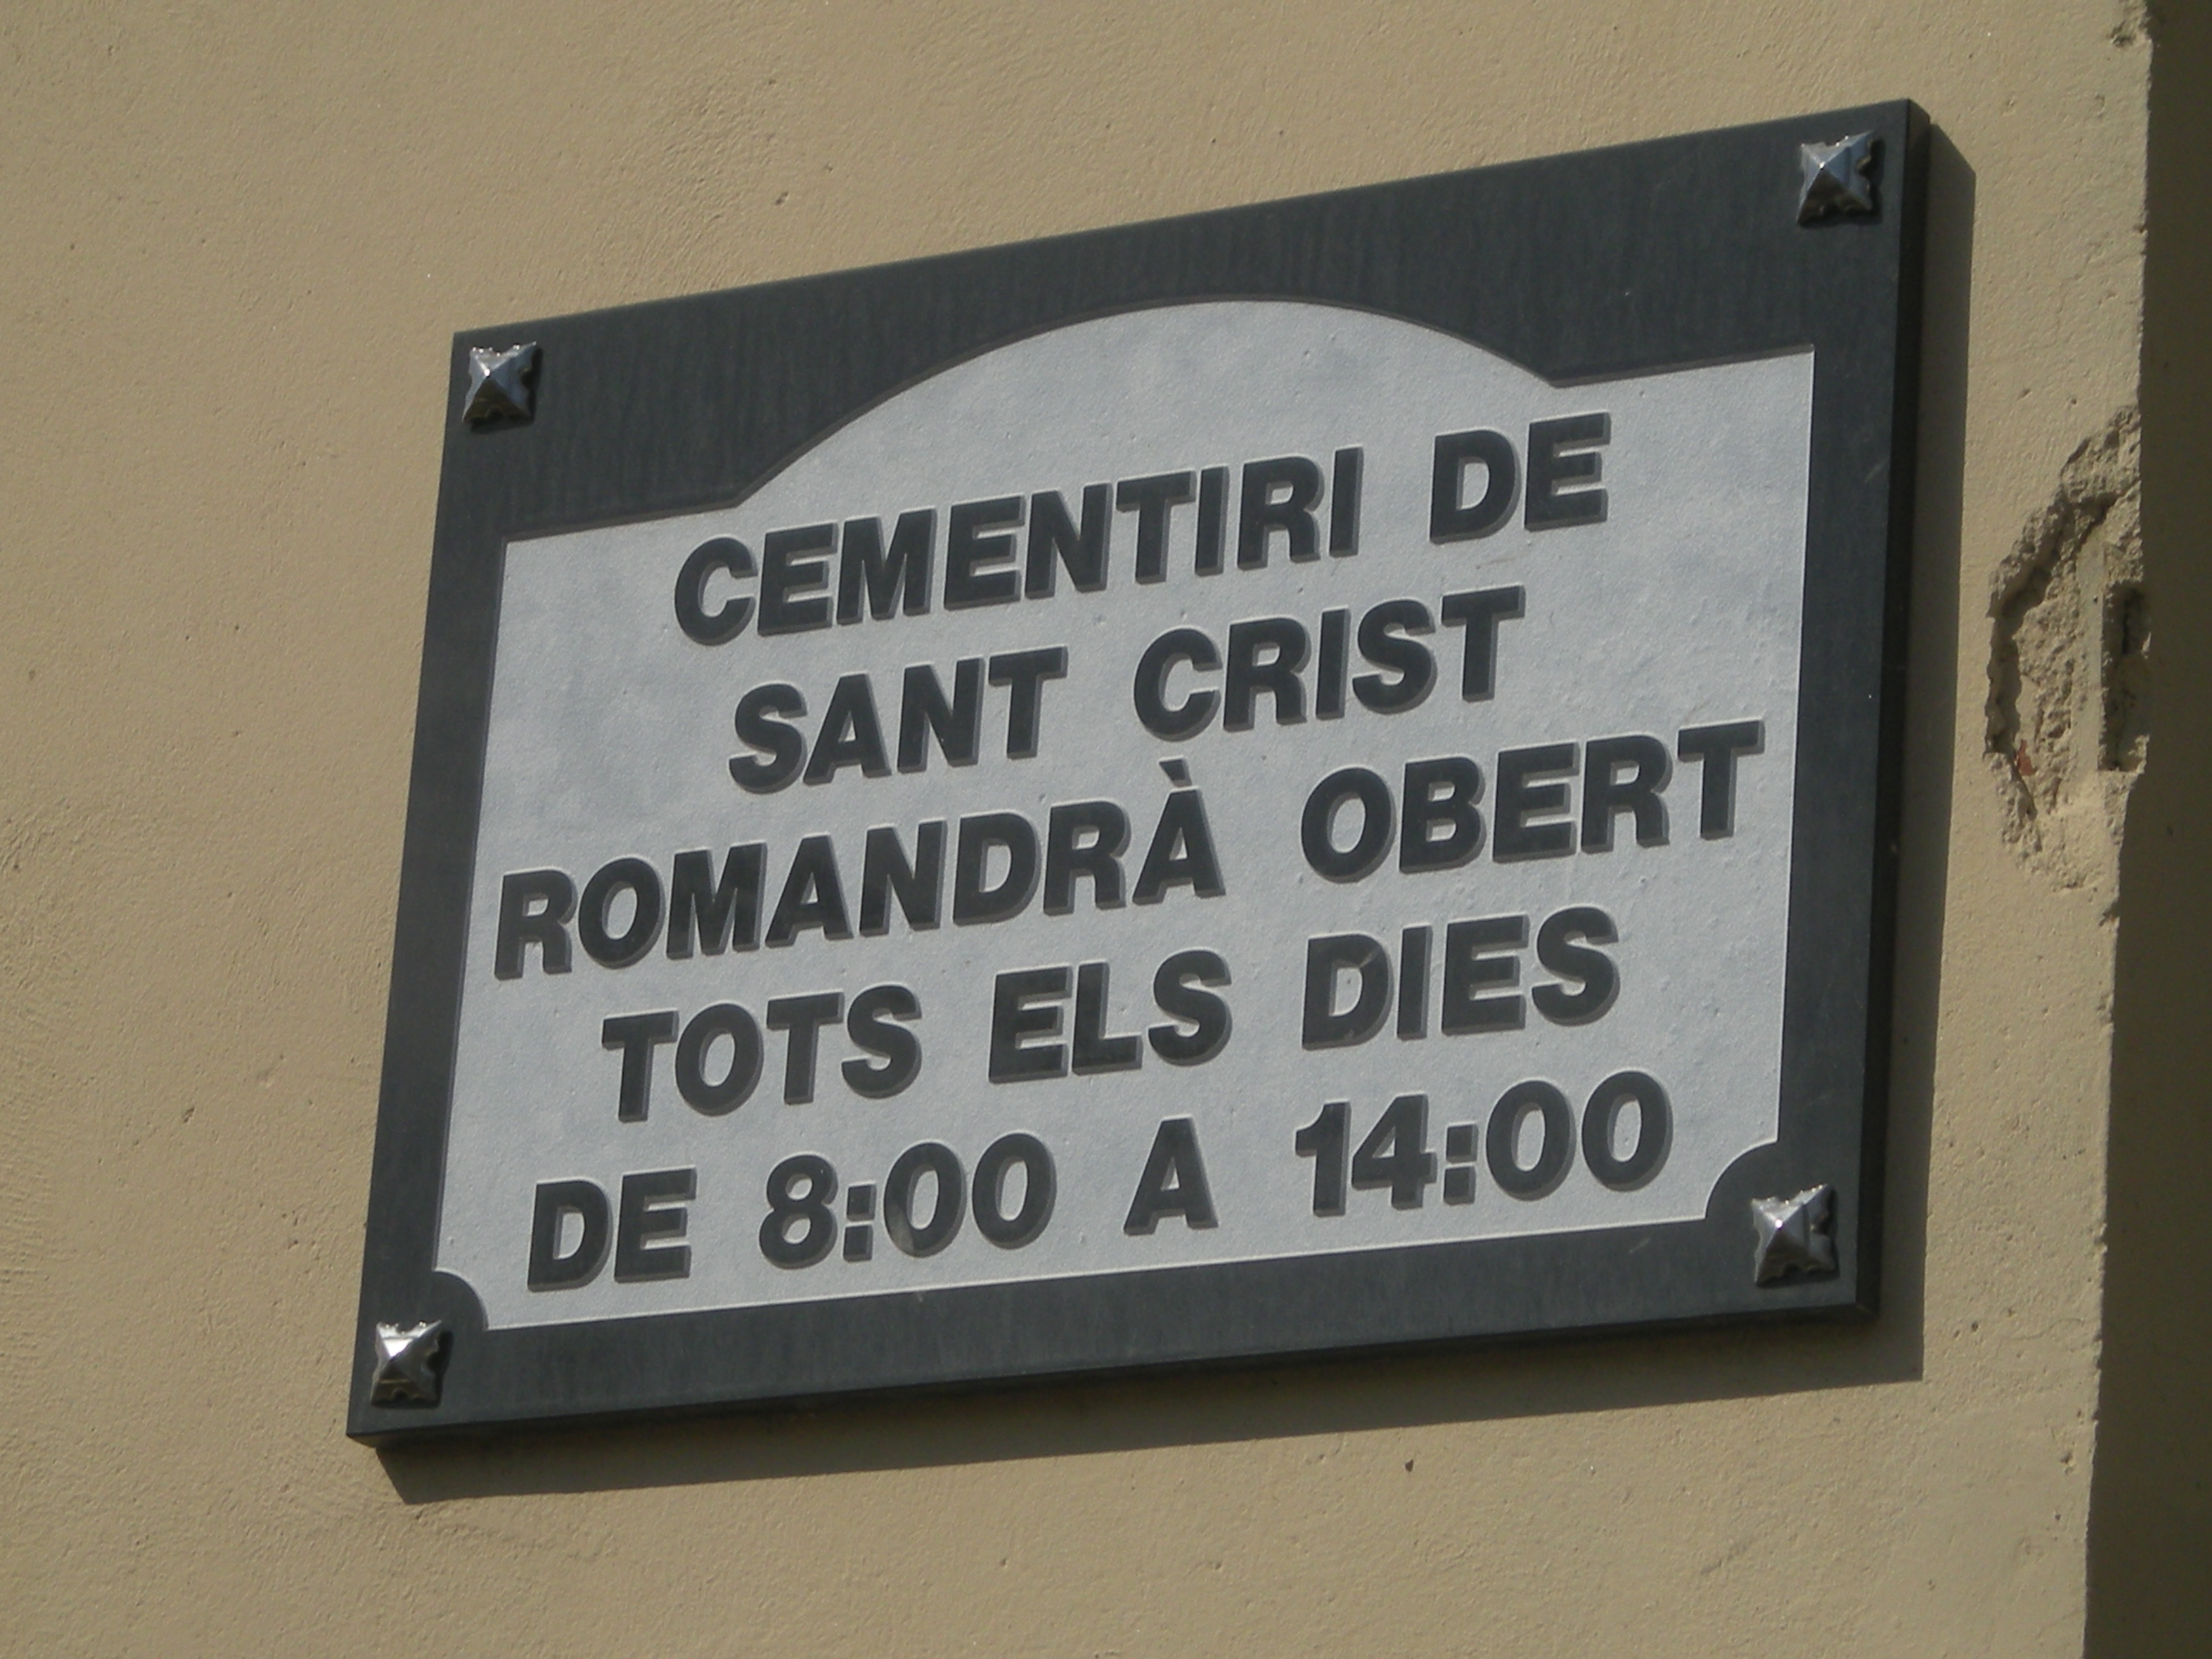 CEMENTIRI DE
SANT CRIST
ROMANDRÀ OBERT
TOTS ELS DIES
DE 8:00 A 14:00